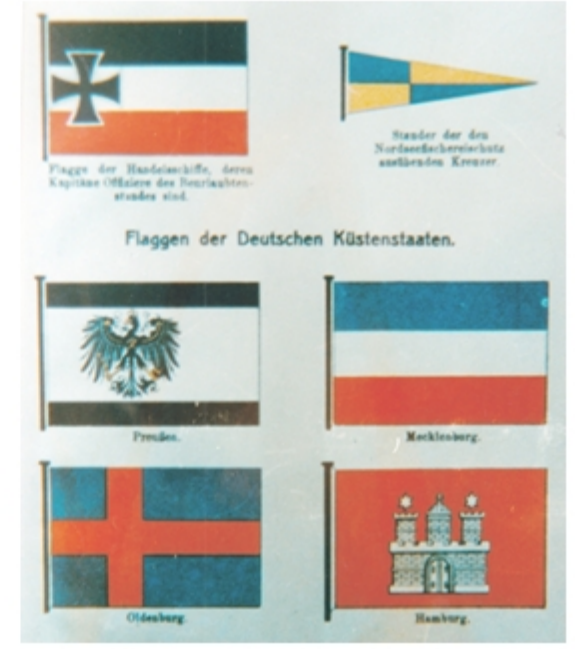 Flagge der Handelsschiffe, deren
Kapitäne Offiziere des Beurlaubten-
standes sind.
Stander der den
Nordseefischereischutz
ausübenden Kreuzer.
Flaggen der Deutschen Küstenstaaten.
Preußen.
Mecklenburg.
Oldenburg.
Hamburg.